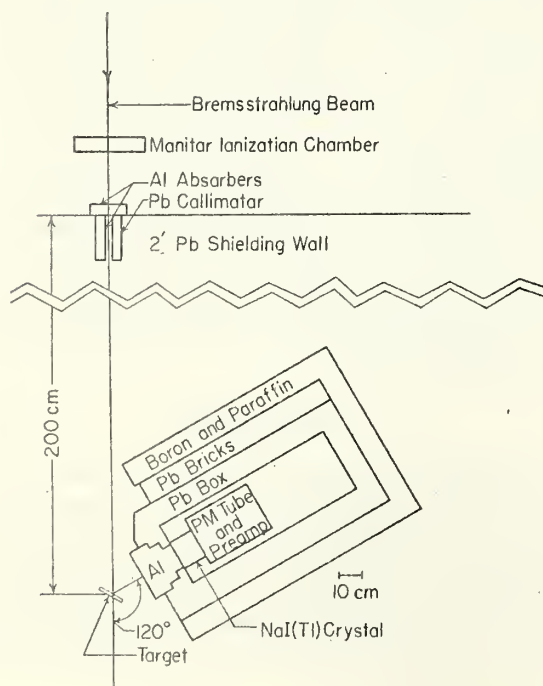 Bremsstrahlung Beam
Manitar Ianization Chamber
Al Absarbers
Pb Callimatar
2' Pb Shielding Wall
200 cm
Boron and Paraffin
Pb Bricks
Pb Box
PM Tube
and
Preamp
Al
10 cm
120°
NaI(Tl) Crystal
Target